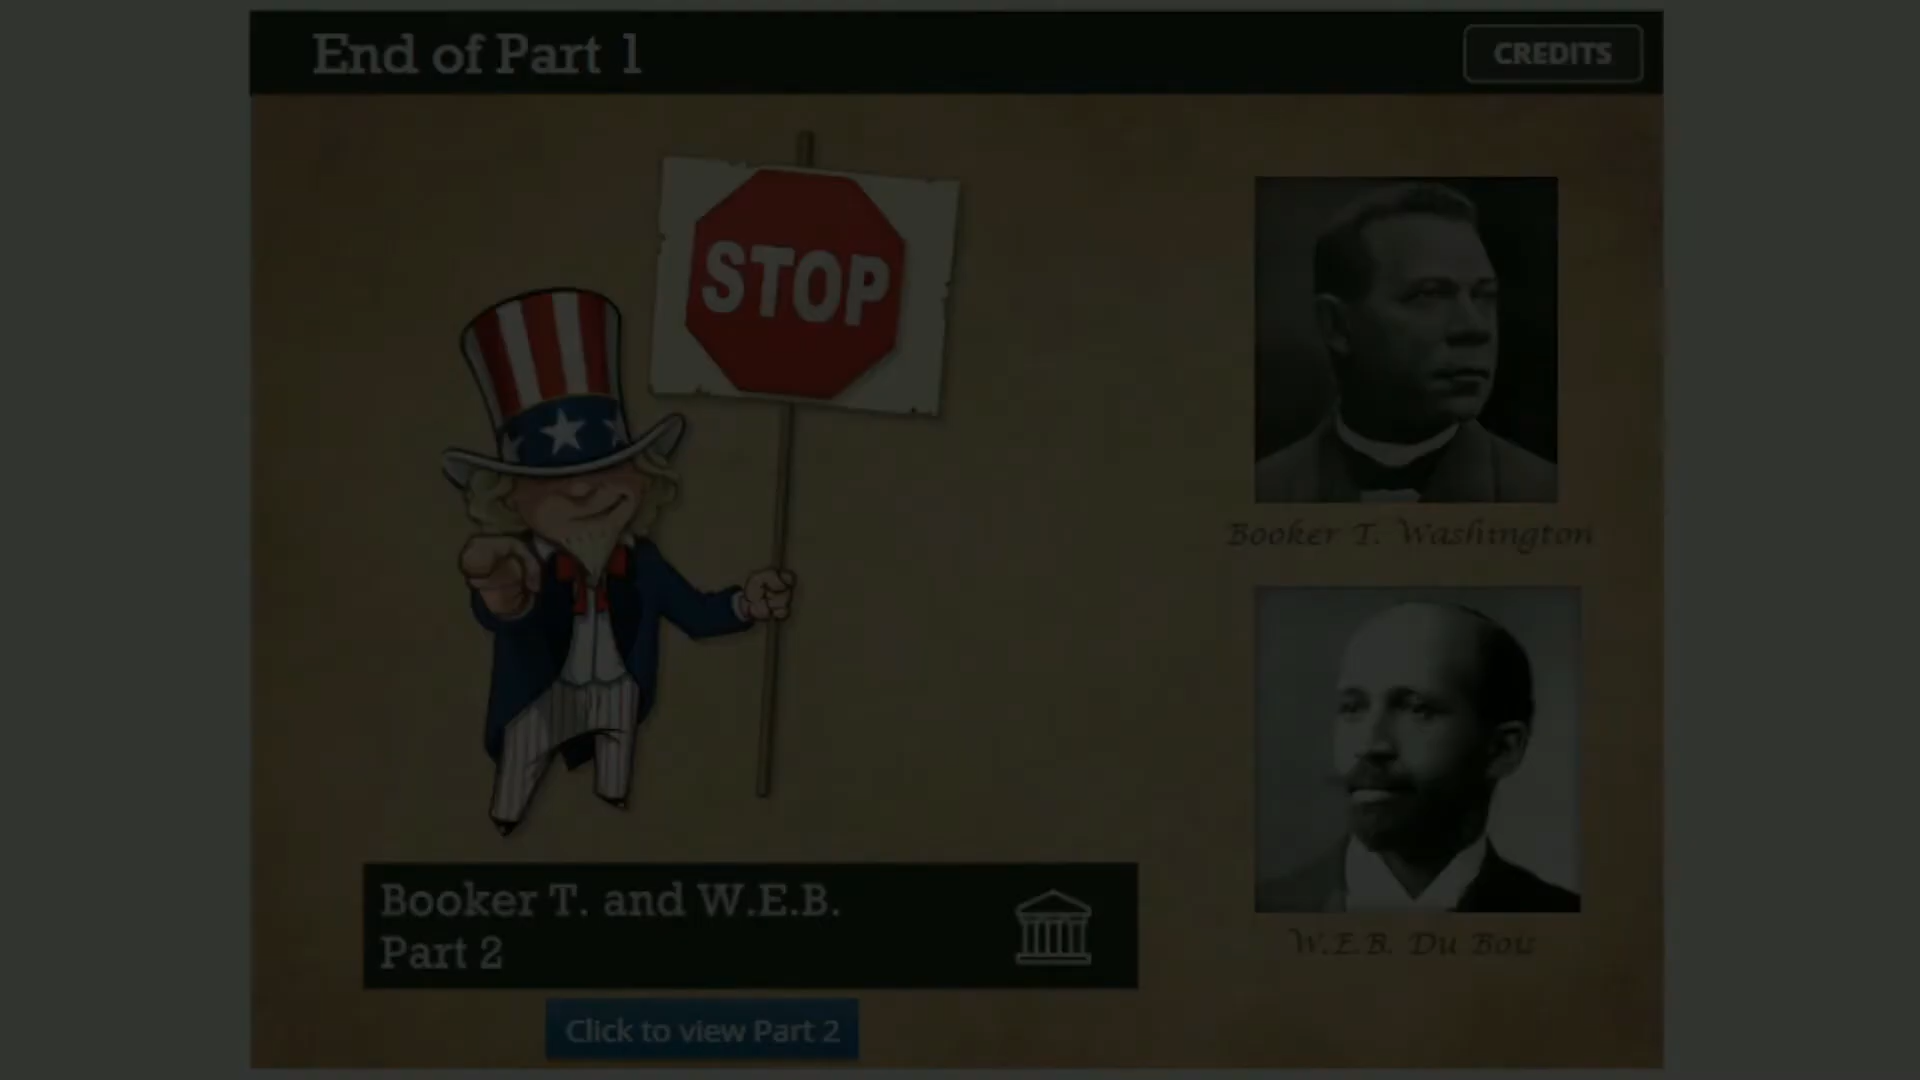 End of Part 1
CREDITS
STOP
Booker T. Washington
W.E.B. Du Bois
Booker T. and W.E.B.
Part 2
Click to view Part 2